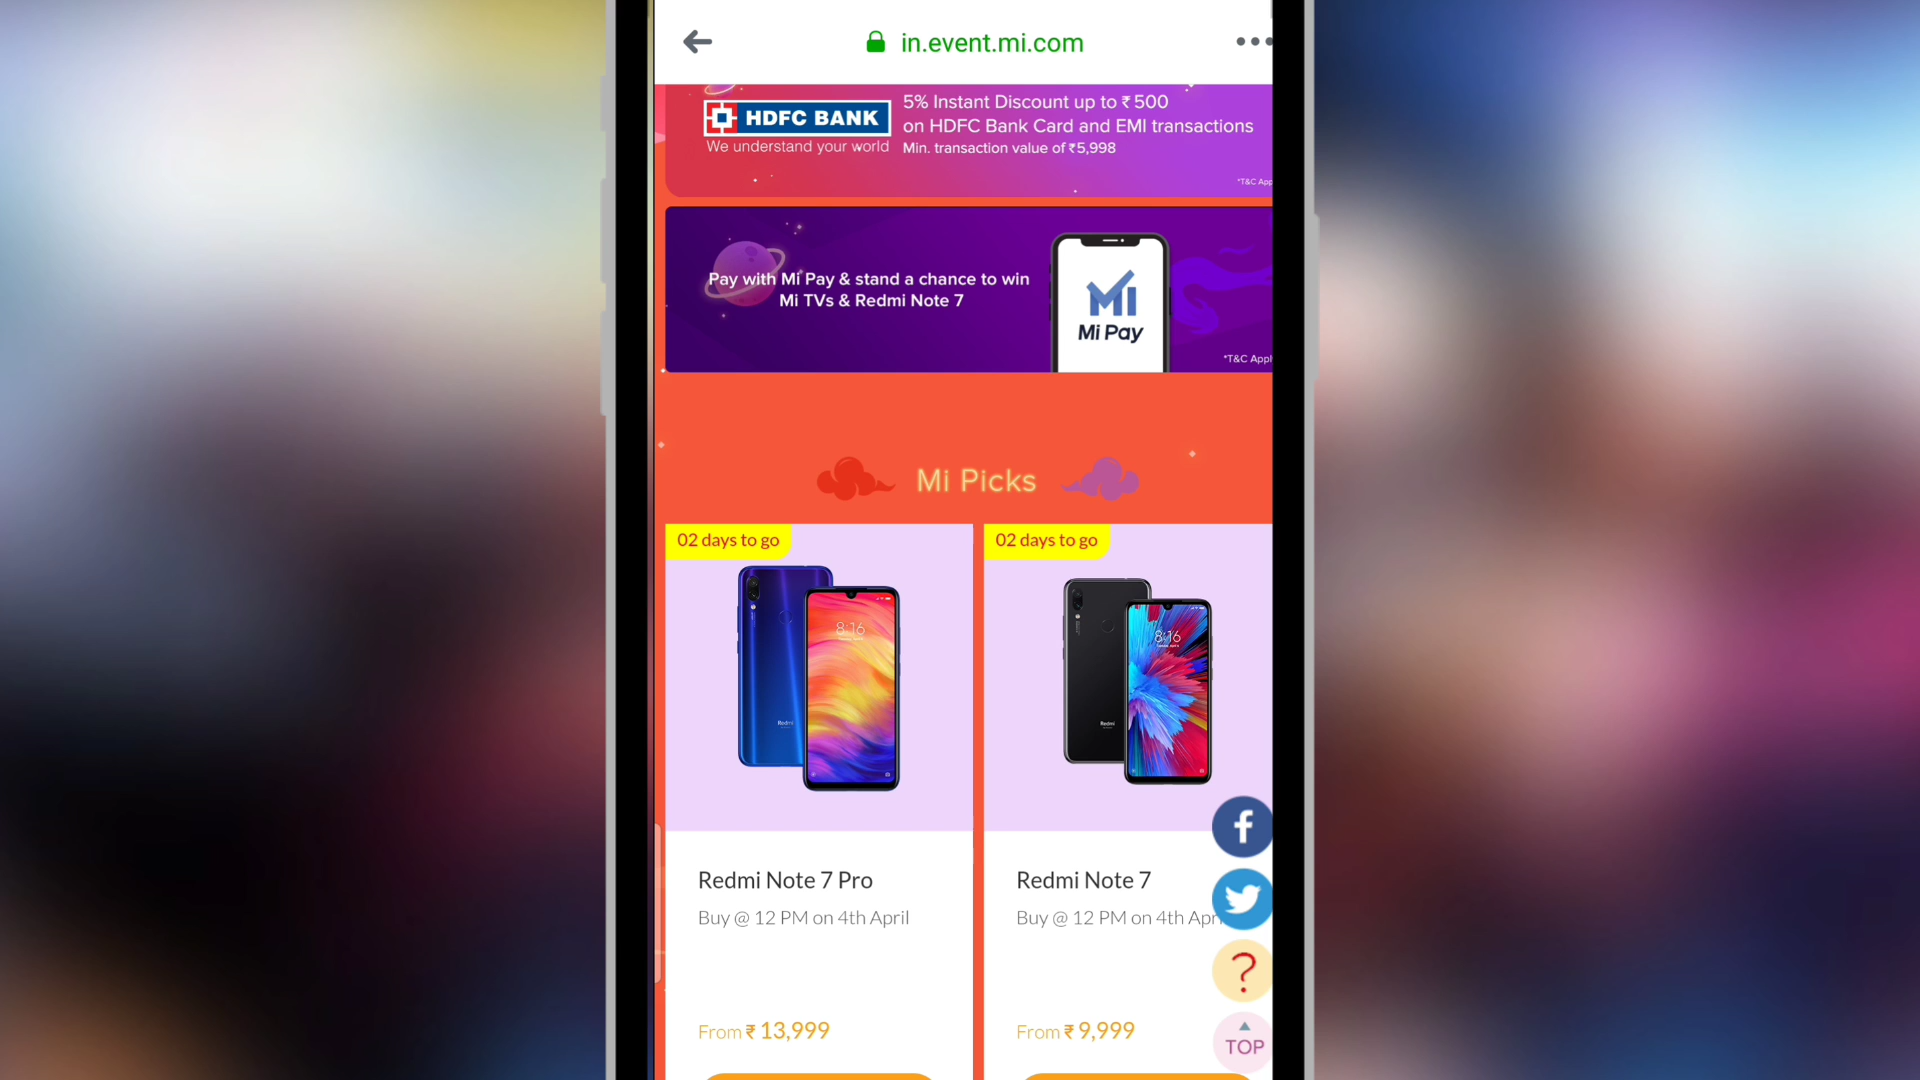 in.event.mi.com
HDFC BANK
We understand your world
5% Instant Discount up to ₹ 500
on HDFC Bank Card and EMI transactions
Min. transaction value of ₹5,998
*T&C App
Pay with Mi Pay & stand a chance to win
Mi TVs & Redmi Note 7
MI
Mi Pay
*T&C Appl
Mi Picks
02 days to go
02 days to go
8:16
8:16
Redmi
Redmi
Redmi Note 7 Pro
Redmi Note 7
Buy @ 12 PM on 4th April
Buy @ 12 PM on 4th Apr
?
From ₹ 13,999
From ₹ 9,999
TOP